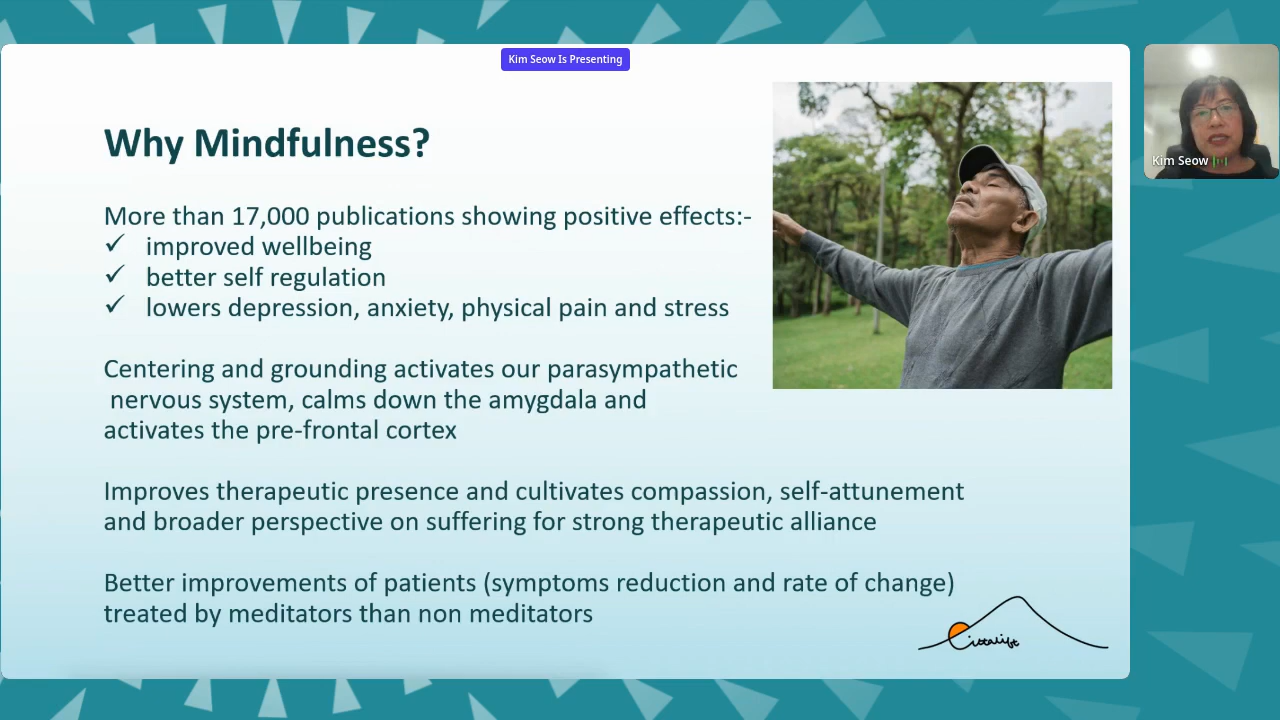 Kim Seow Is Presenting
Why Mindfulness?
More than 17,000 publications showing positive effects:-
✓ improved wellbeing
✓ better self regulation
✓ lowers depression, anxiety, physical pain and stress
Centering and grounding activates our parasympathetic
nervous system, calms down the amygdala and
activates the pre-frontal cortex
Improves therapeutic presence and cultivates compassion, self-attunement
and broader perspective on suffering for strong therapeutic alliance
Better improvements of patients (symptoms reduction and rate of change)
treated by meditators than non meditators
Cittalift
Kim Seow